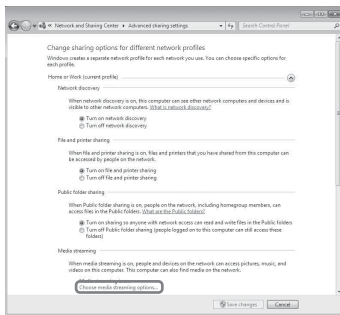 Network and Sharing Center ▸ Advanced sharing settings
Search Control Panel
Change sharing options for different network profiles
Windows creates a separate network profile for each network you use. You can choose specific options for
each profile.
Home or Work (current profile)
Network discovery
When network discovery is on, this computer can see other network computers and devices and is
visible to other network computers. What is network discovery?
Turn on network discovery
Turn off network discovery
File and printer sharing
When file and printer sharing is on, files and printers that you have shared from this computer can
be accessed by people on the network.
Turn on file and printer sharing
Turn off file and printer sharing
Public folder sharing
When Public folder sharing is on, people on the network, including homegroup members, can
access files in the Public folders. What are the Public folders?
Turn on sharing so anyone with network access can read and write files in the Public folders
Turn off Public folder sharing (people logged on to this computer can still access these
folders)
Media streaming
When media streaming is on, people and devices on the network can access pictures, music, and
videos on this computer. This computer can also find media on the network.
Choose media streaming options...
Save changes
Cancel